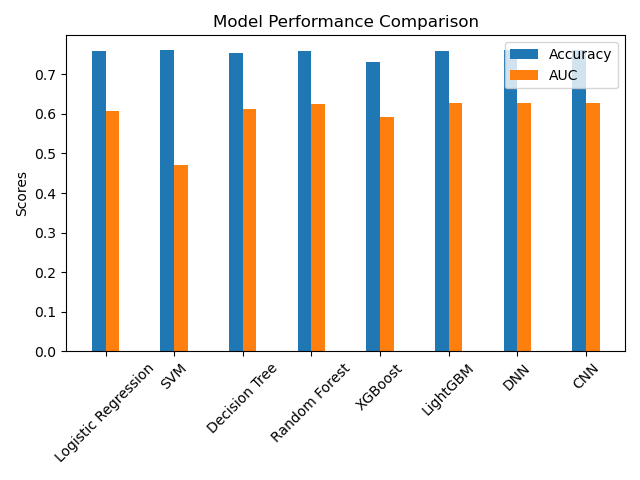 Model Performance Comparison
Accuracy
AUC
Scores
0.7
0.6
0.5
0.4
0.3
0.2
0.1
0.0
Logistic Regression
SVM
Decision Tree
Random Forest
XGBoost
LightGBM
DNN
CNN